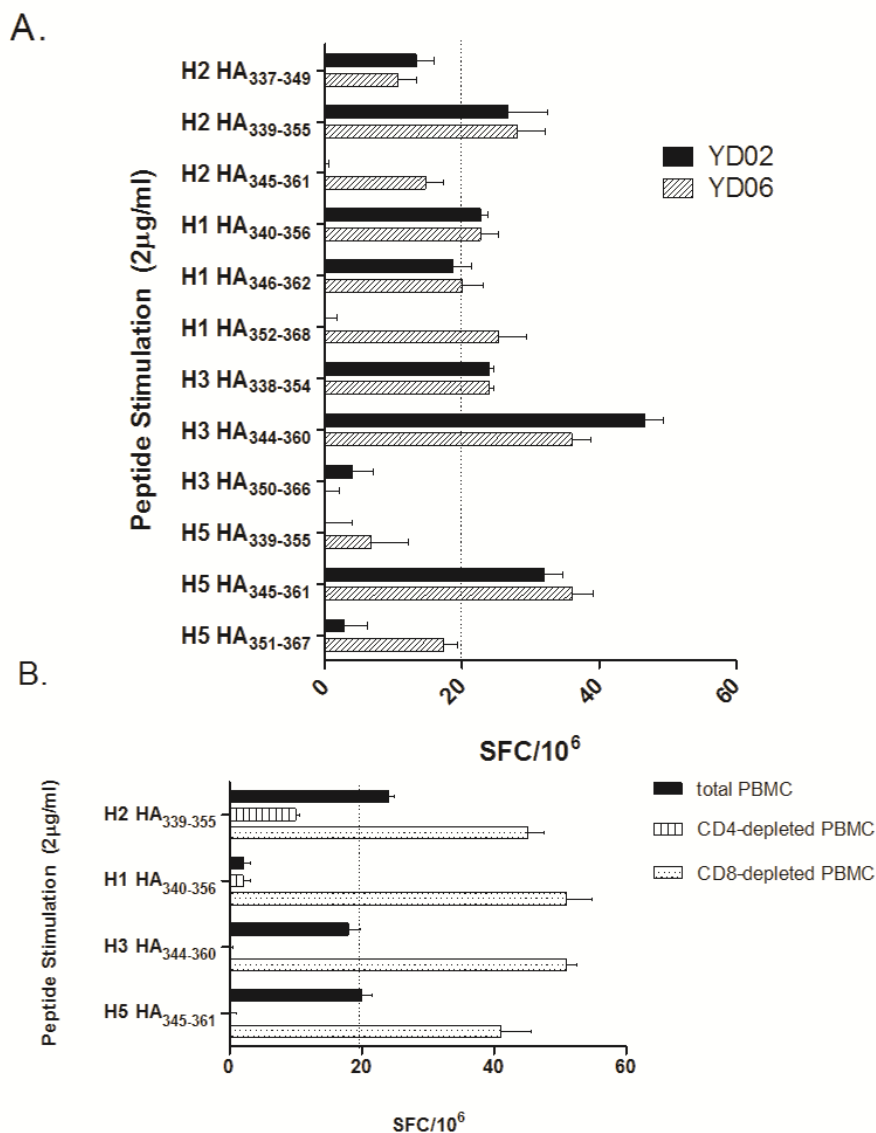 A.
Peptide Stimulation (2µg/ml)
H2 HA337-349
H2 HA339-355
H2 HA345-361
H1 HA340-356
H1 HA346-362
H1 HA352-368
H3 HA338-354
H3 HA344-360
H3 HA350-366
H5 HA339-355
H5 HA345-361
H5 HA351-367
YD02
YD06
0 20 40 60
SFC/10⁶
B.
Peptide Stimulation (2µg/ml)
H2 HA339-355
H1 HA340-356
H3 HA344-360
H5 HA345-361
total PBMC
CD4-depleted PBMC
CD8-depleted PBMC
0 20 40 60
SFC/10⁶